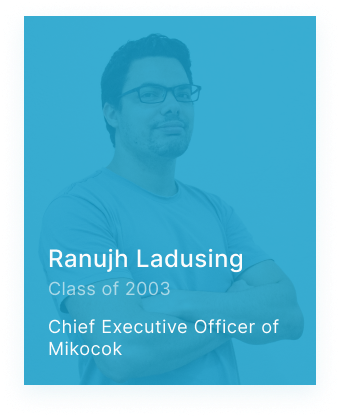 Ranujh Ladusing
Class of 2003
Chief Executive Officer of
Mikocok